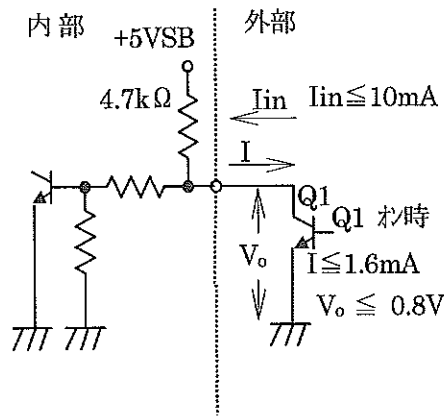 内部
外部
+5VSB
4.7kΩ
Iin
Iin≦10mA
I
Q1
Q1 オン時
Vo
I≦1.6mA
Vo ≦ 0.8V